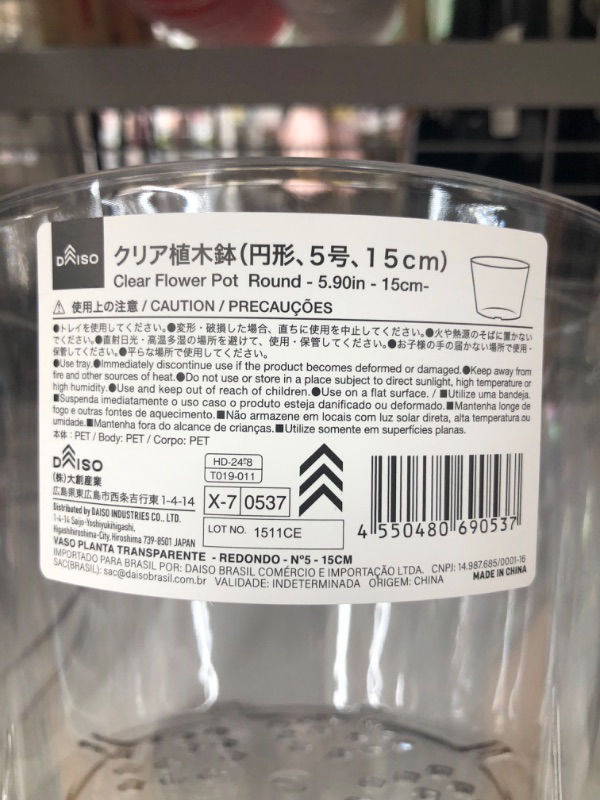 DAISO
クリア植木鉢(円形、5号、15cm)
Clear Flower Pot Round - 5.90in - 15cm-
使用上の注意 / CAUTION / PRECAUÇÕES
●トレイを使用してください。●変形・破損した場合、直ちに使用を中止してください。●火や熱源のそばに置かない
でください。●直射日光・高温多湿の場所を避けて、使用・保管してください。●お子様の手の届かない場所で使用・
保管してください。●平らな場所で使用してください。
●Use tray.●Immediately discontinue use if the product becomes deformed or damaged.●Keep away from
fire and other sources of heat.●Do not use or store in a place subject to direct sunlight, high temperature or
high humidity.●Use and keep out of reach of children.●Use on a flat surface. / ■Utilize uma bandeja.
■Suspenda imediatamente o uso caso o produto esteja danificado ou deformado.■Mantenha longe de
fogo e outras fontes de aquecimento.■Não armazene em locais com luz solar direta, alta temperatura ou
umidade.■Mantenha fora do alcance de crianças.■Utilize somente em superfícies planas.
本体 : PET / Body: PET / Corpo: PET
DAISO
(株)大創産業
広島県東広島市西条吉行東 1-4-14
Distributed by DAISO INDUSTRIES CO., LTD.
1-4-14 Saijo-Yoshiyukihigashi,
Higashihiroshima City, Hiroshima 739-8501 JAPAN
HD-24*8
T019-011
X-7 0537
LOT NO. 1511CE
4 550480 690537
VASO PLANTA TRANSPARENTE - REDONDO - Nº5 - 15CM
IMPORTADO PARA BRASIL POR: DAISO BRASIL COMÉRCIO E IMPORTAÇÃO LTDA. CNPJ: 14.987.685/0001-16
SAC(BRASIL): sac@daisobrasil.com.br VALIDADE: INDETERMINADA ORIGEM: CHINA
MADE IN CHINA